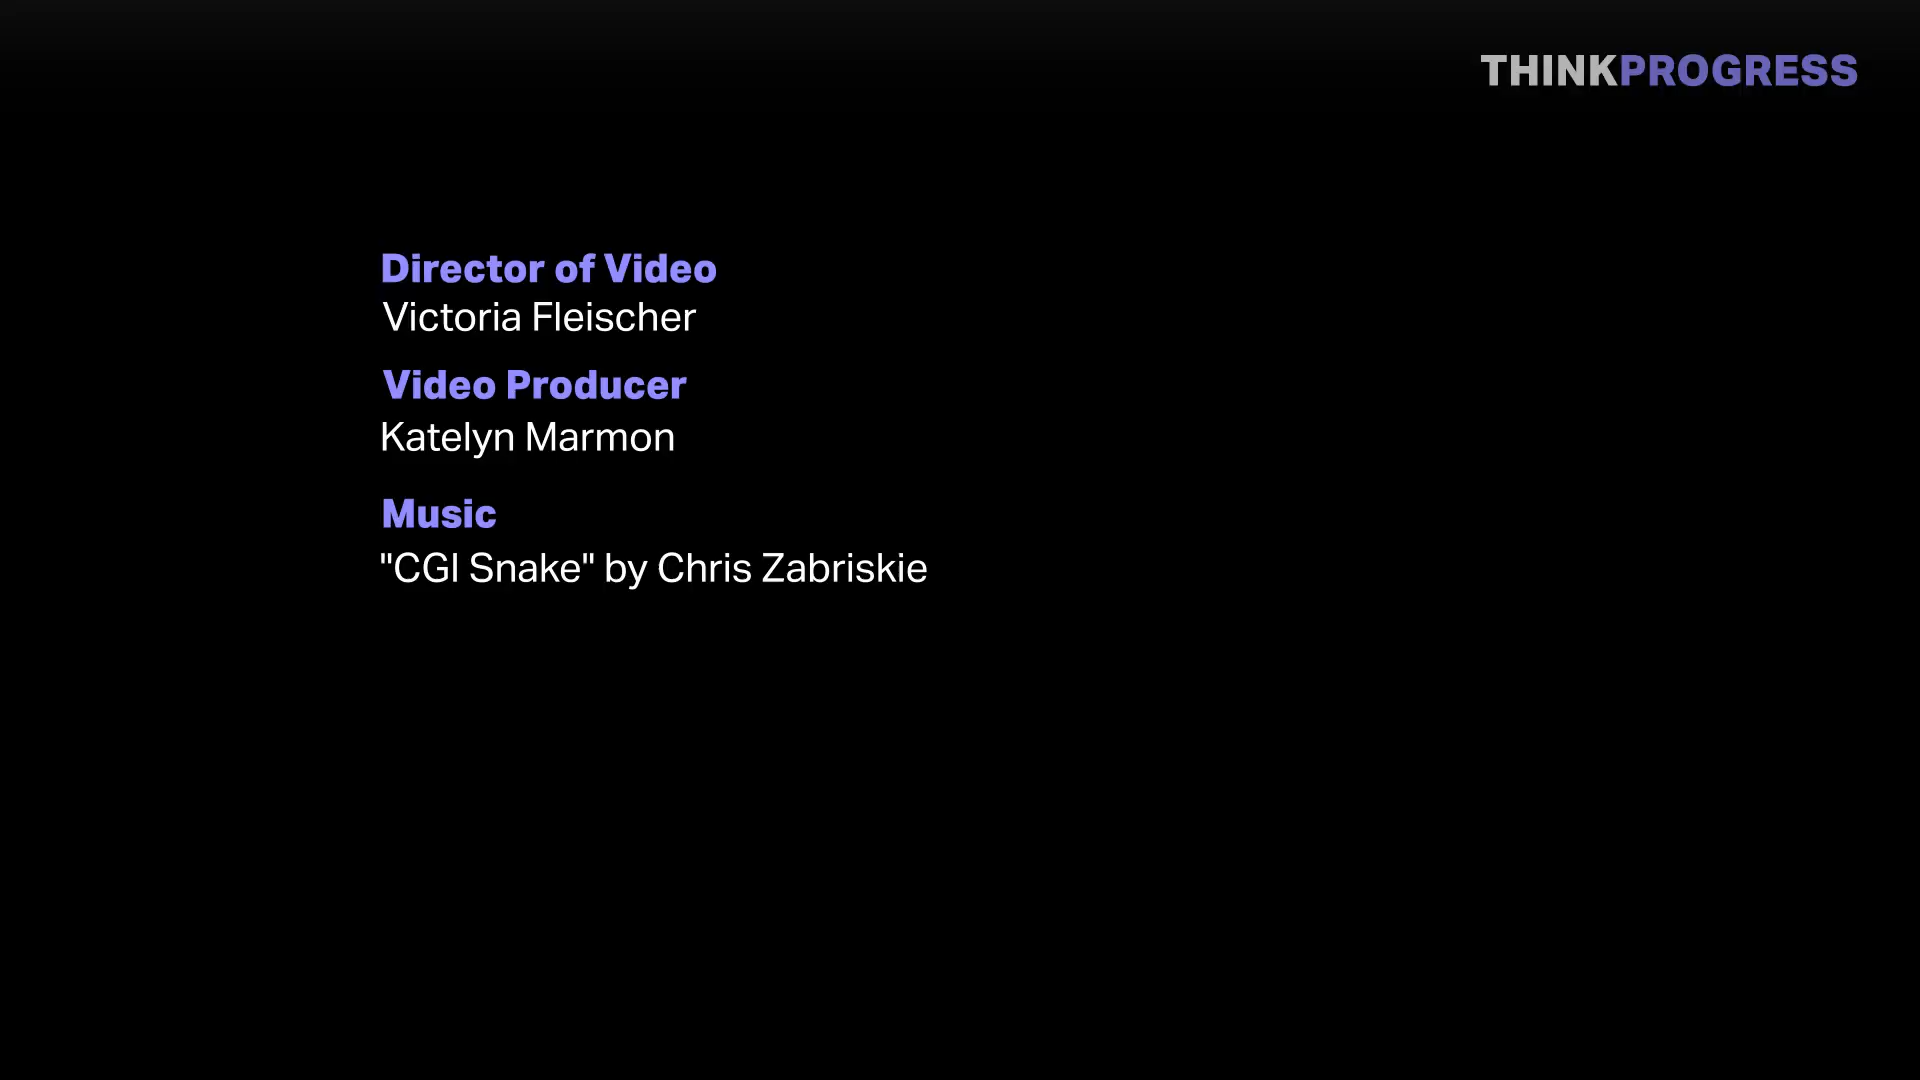 THINKPROGRESS
Director of Video
Victoria Fleischer
Video Producer
Katelyn Marmon
Music
"CGI Snake" by Chris Zabriskie